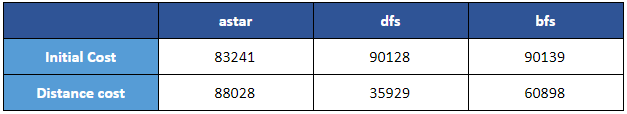 astar dfs bfs
Initial Cost 83241 90128 90139
Distance cost 88028 35929 60898